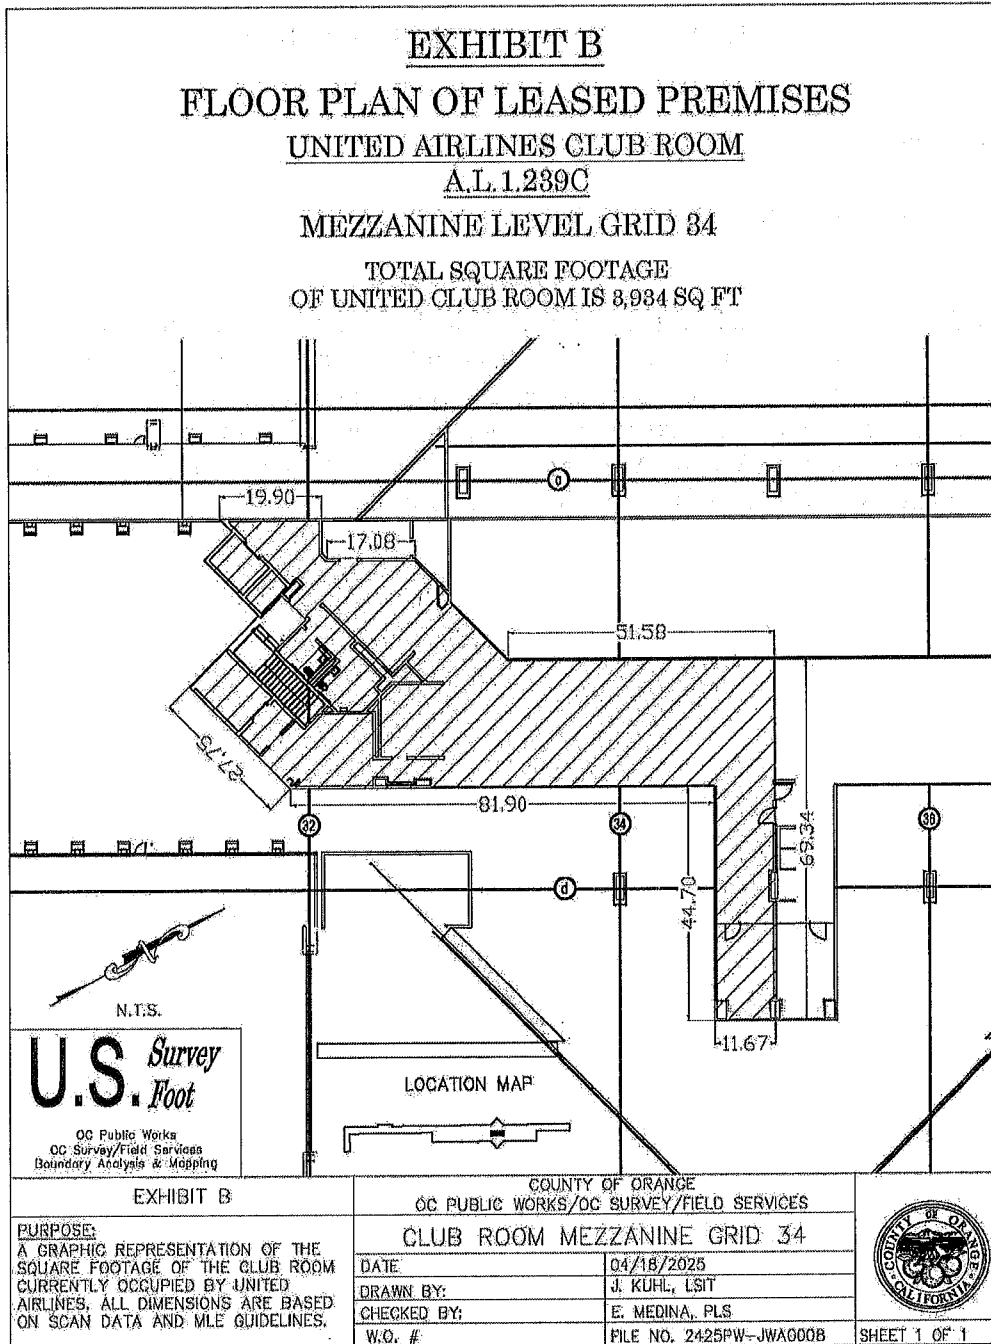 EXHIBIT B
FLOOR PLAN OF LEASED PREMISES
UNITED AIRLINES CLUB ROOM
A.L.1.239C
MEZZANINE LEVEL GRID 34
TOTAL SQUARE FOOTAGE
OF UNITED CLUB ROOM IS 3,934 SQ FT
19.90
17.08
51.58
27.75
81.90
32
34
36
69.34
d
44.70
11.67
N.T.S.
U.S. Survey
Foot
OC Public Works
OC Survey/Field Services
Boundary Analysis & Mapping
LOCATION MAP
EXHIBIT B
PURPOSE:
A GRAPHIC REPRESENTATION OF THE
SQUARE FOOTAGE OF THE CLUB ROOM
CURRENTLY OCCUPIED BY UNITED
AIRLINES. ALL DIMENSIONS ARE BASED
ON SCAN DATA AND MLE GUIDELINES.
COUNTY OF ORANGE
OC PUBLIC WORKS/OC SURVEY/FIELD SERVICES
CLUB ROOM MEZZANINE GRID 34
DATE 04/18/2025
DRAWN BY: J. KUHL, LSIT
CHECKED BY: E. MEDINA, PLS
W.O. # FILE NO. 2425PW-JWA0008
COUNTY OF ORANGE
CALIFORNIA
SHEET 1 OF 1